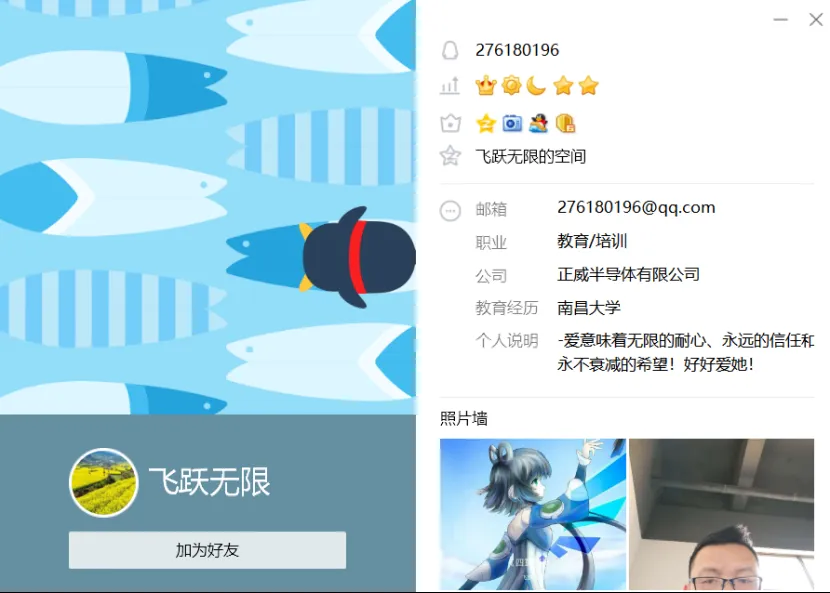 276180196
飞跃无限的空间
邮箱 276180196@qq.com
职业 教育/培训
公司 正威半导体有限公司
教育经历 南昌大学
个人说明 -爱意味着无限的耐心、永远的信任和
永不衰减的希望！好好爱她！
照片墙
飞跃无限
加为好友